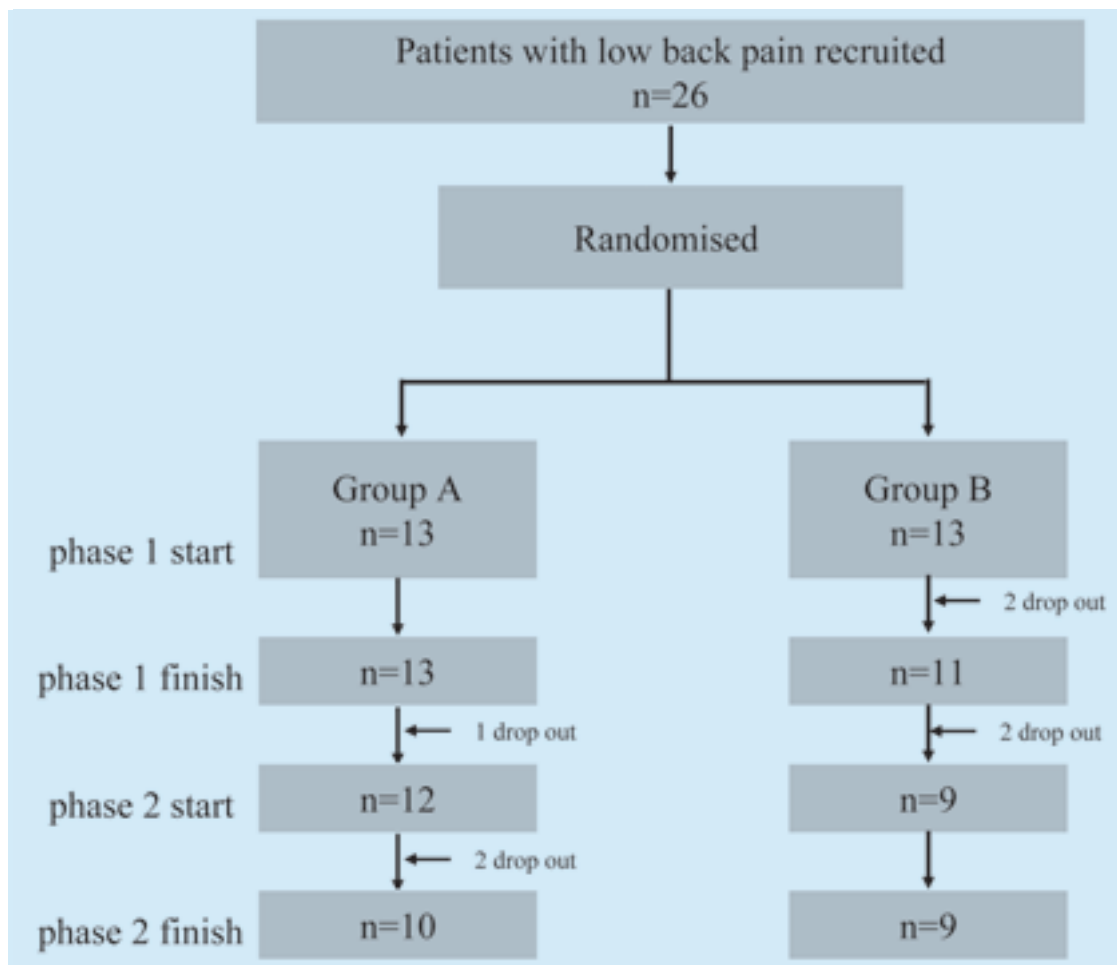 Patients with low back pain recruited
n=26
Randomised
Group A
n=13
Group B
n=13
phase 1 start
2 drop out
phase 1 finish
n=13
n=11
1 drop out
2 drop out
phase 2 start
n=12
n=9
2 drop out
phase 2 finish
n=10
n=9